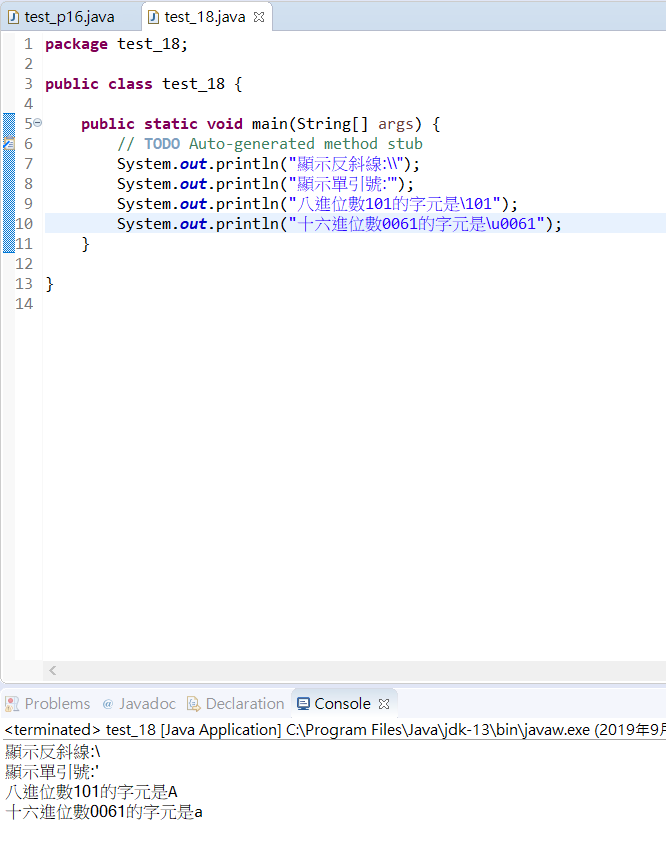 test_p16.java test_18.java
1 package test_18;
2
3 public class test_18 {
4
5 public static void main(String[] args) {
6 // TODO Auto-generated method stub
7 System.out.println("顯示反斜線:\\");
8 System.out.println("顯示單引號:'");
9 System.out.println("八進位數101的字元是\101");
10 System.out.println("十六進位數0061的字元是\u0061");
11 }
12
13 }
14
Problems @ Javadoc Declaration Console
<terminated> test_18 [Java Application] C:\Program Files\Java\jdk-13\bin\javaw.exe (2019年9月
顯示反斜線:\
顯示單引號:'
八進位數101的字元是A
十六進位數0061的字元是a